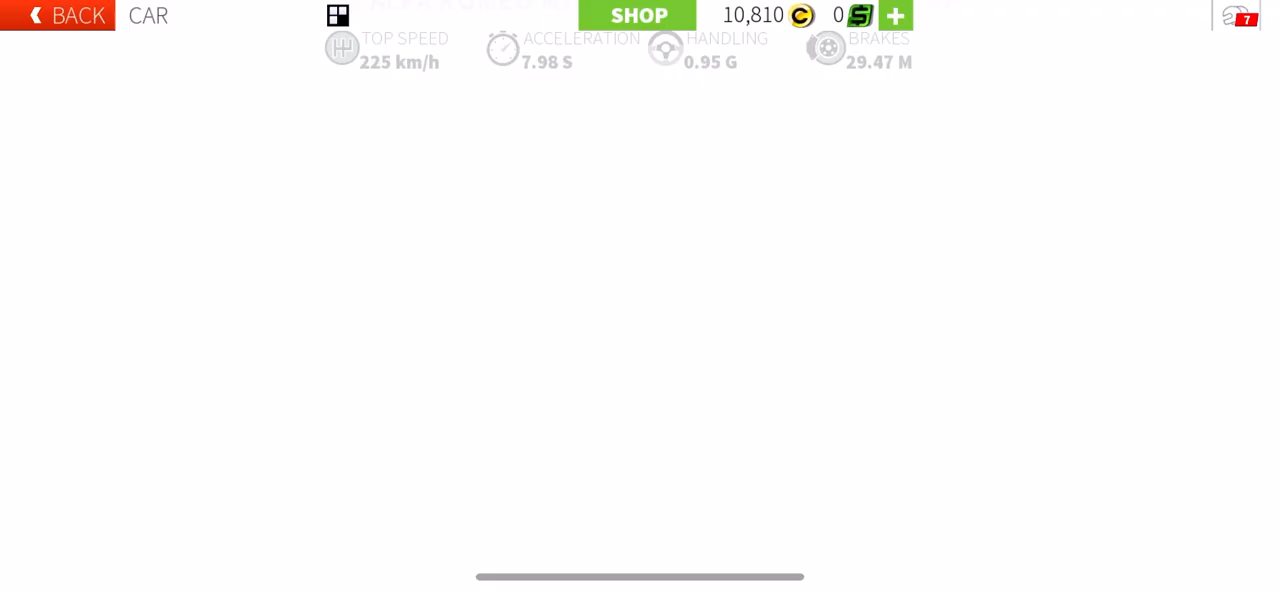 BACK CAR SHOP 10,810 0 7
TOP SPEED ACCELERATION HANDLING BRAKES
225 km/h 7.98 S 0.95 G 29.47 M